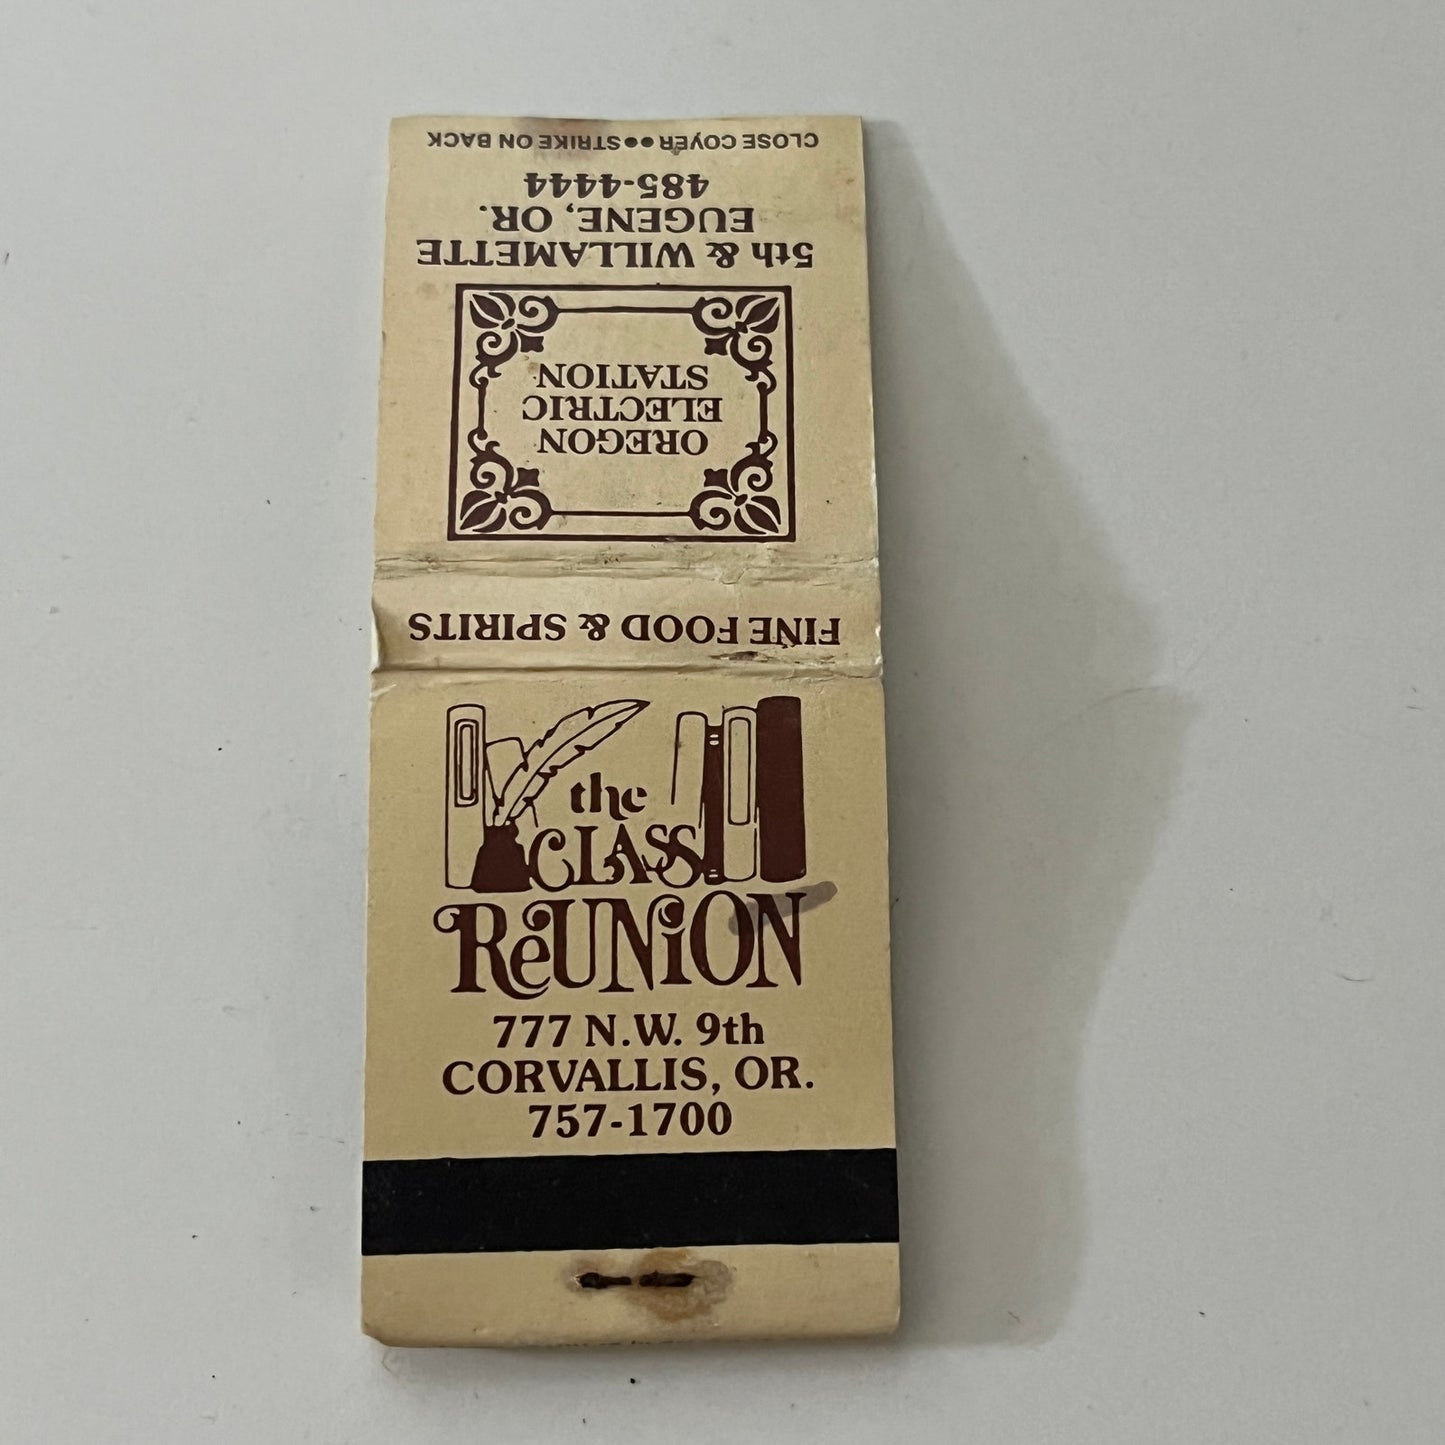 CLOSE COVER●●STRIKE ON BACK
485-4444
EUGENE, OR.
5th & WILLAMETTE
OREGON
ELECTRIC
STATION
FINE FOOD & SPIRITS
the
CLASS
REUNION
777 N.W. 9th
CORVALLIS, OR.
757-1700